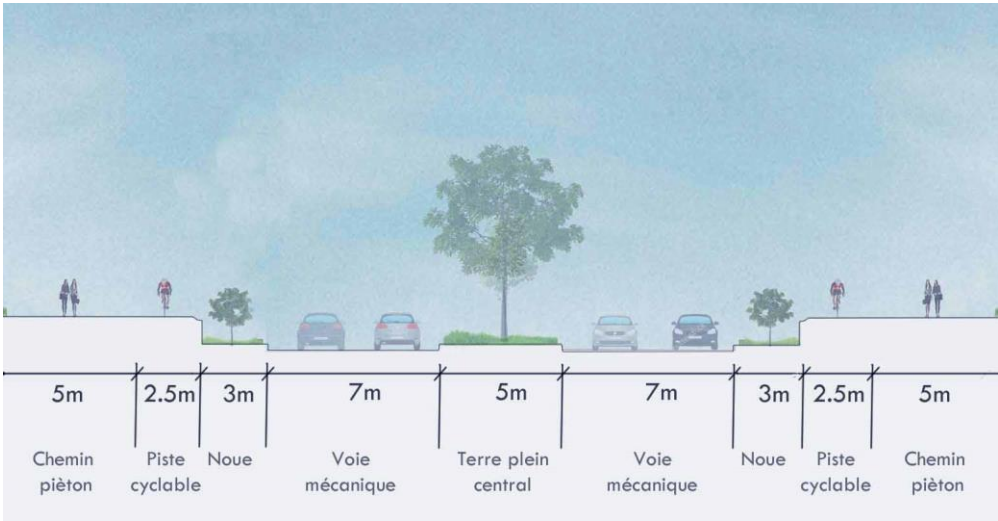 5m 2.5m 3m 7m 5m 7m 3m 2.5m 5m
Chemin Piste Noue Voie Terre plein Voie Noue Piste Chemin
pièton cyclable mécanique central mécanique cyclable pièton